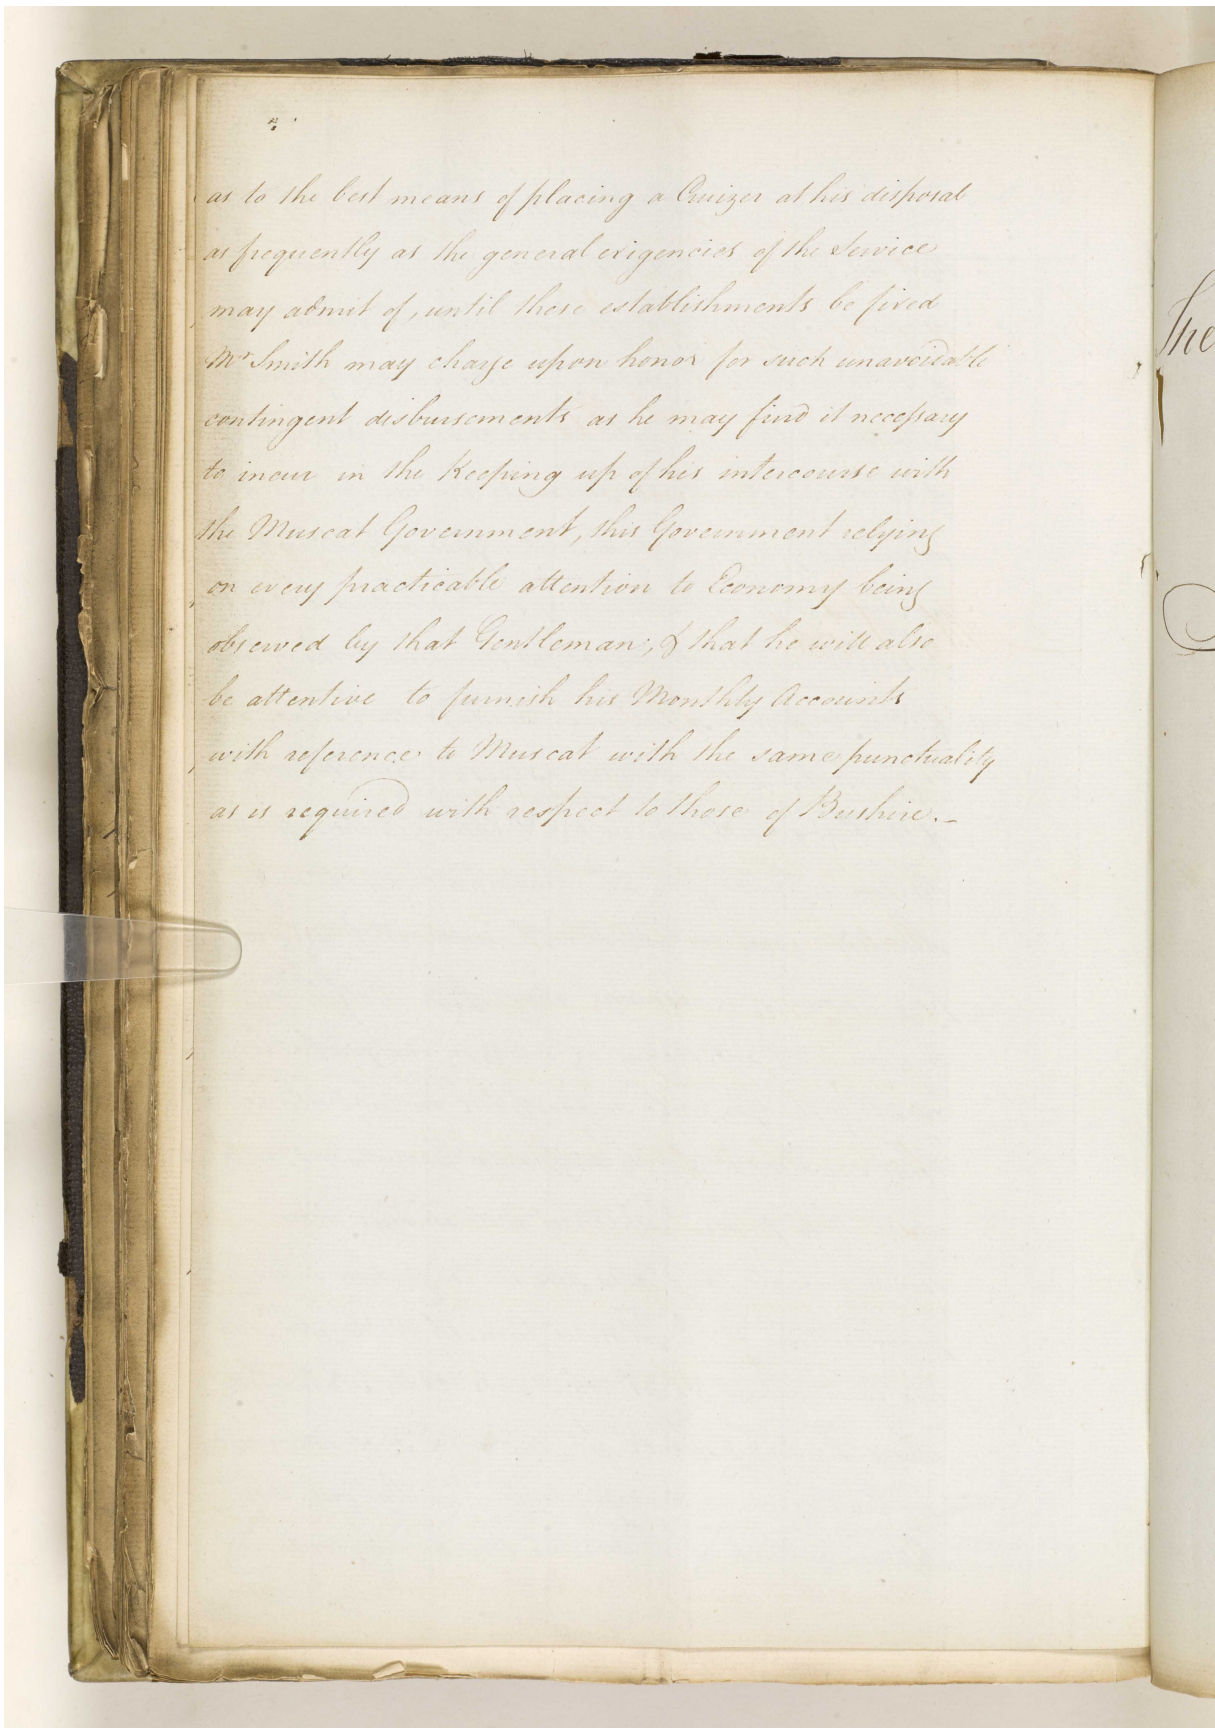 as to the best means of placing a Cruizer at his disposal
as frequently as the general exigencies of the Service
may admit of, until these establishments be fixed
Mr Smith may charge upon honor for such unavoidable
contingent disbursements as he may find it necessary
to incur in the Keeping up of his intercourse with
the Muscat Government, this Government relying
on every practicable attention to Economy being
observed by that Gentleman, & that he will also
be attentive to furnish his Monthly Accounts
with reference to Muscat with the same punctuality
as is required with respect to those of Bushire._
The